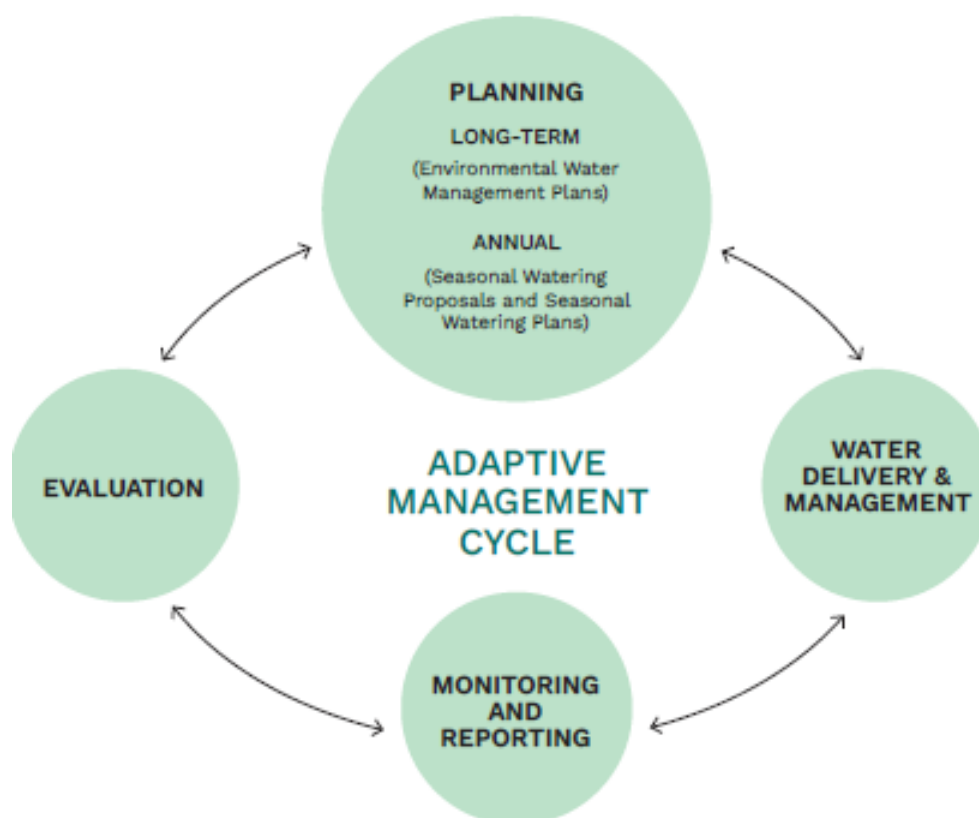 PLANNING
LONG-TERM
(Environmental Water
Management Plans)
ANNUAL
(Seasonal Watering
Proposals and Seasonal
Watering Plans)
EVALUATION
ADAPTIVE
MANAGEMENT
CYCLE
WATER
DELIVERY &
MANAGEMENT
MONITORING
AND
REPORTING